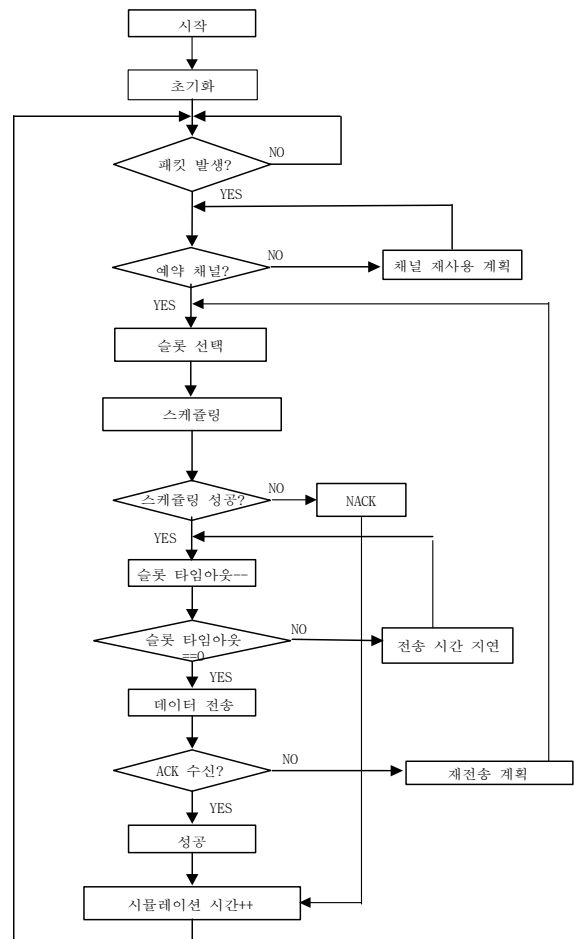 시작
초기화
패킷 발생?
NO
YES
예약 채널?
NO
채널 재사용 계획
YES
슬롯 선택
스케쥴링
스케쥴링 성공?
NO
NACK
YES
슬롯 타임아웃--
슬롯 타임아웃
==0
NO
전송 시간 지연
YES
데이터 전송
ACK 수신?
NO
재전송 계획
YES
성공
시뮬레이션 시간++